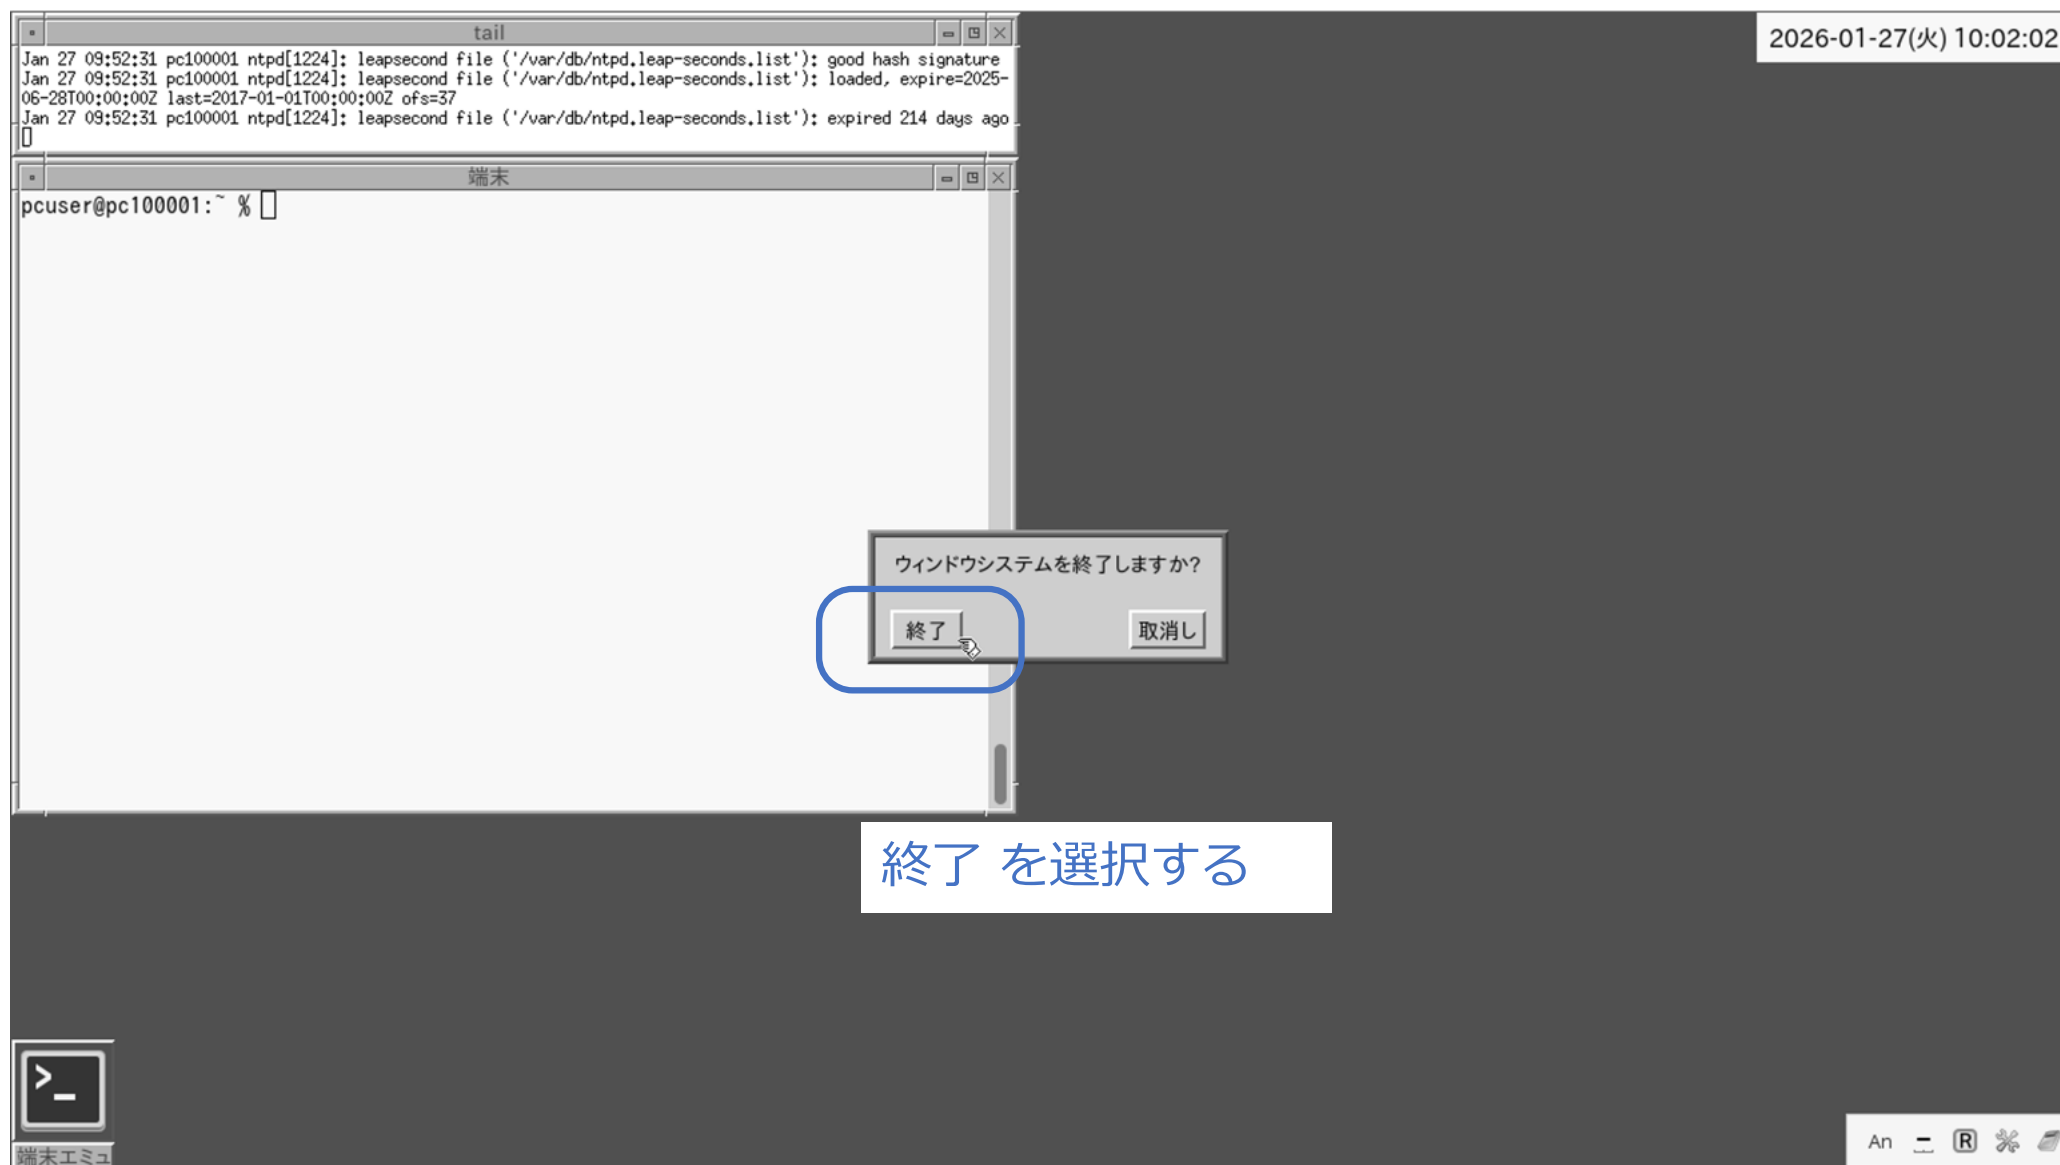 tail
2026-01-27(火) 10:02:02
Jan 27 09:52:31 pc100001 ntpd[1224]: leapsecond file ('/var/db/ntpd.leap-seconds.list'): good hash signature
Jan 27 09:52:31 pc100001 ntpd[1224]: leapsecond file ('/var/db/ntpd.leap-seconds.list'): loaded, expire=2025-
06-28T00:00:00Z last=2017-01-01T00:00:00Z ofs=37
Jan 27 09:52:31 pc100001 ntpd[1224]: leapsecond file ('/var/db/ntpd.leap-seconds.list'): expired 214 days ago
端末
pcuser@pc100001:~ %
ウィンドウシステムを終了しますか?
終了
取消し
終了 を選択する
>_
端末エミュ
An
R